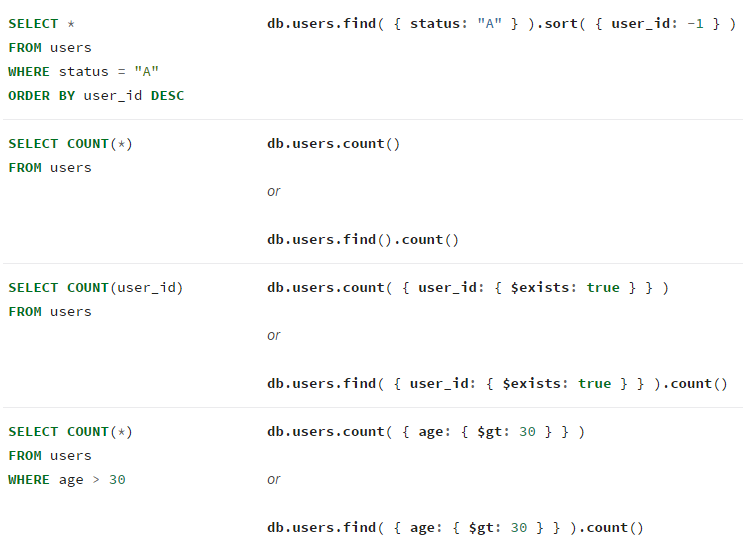 SELECT * db.users.find( { status: "A" } ).sort( { user_id: -1 } )
FROM users
WHERE status = "A"
ORDER BY user_id DESC
SELECT COUNT(*) db.users.count()
FROM users
or
db.users.find().count()
SELECT COUNT(user_id) db.users.count( { user_id: { $exists: true } } )
FROM users
or
db.users.find( { user_id: { $exists: true } } ).count()
SELECT COUNT(*) db.users.count( { age: { $gt: 30 } } )
FROM users
WHERE age > 30 or
db.users.find( { age: { $gt: 30 } } ).count()